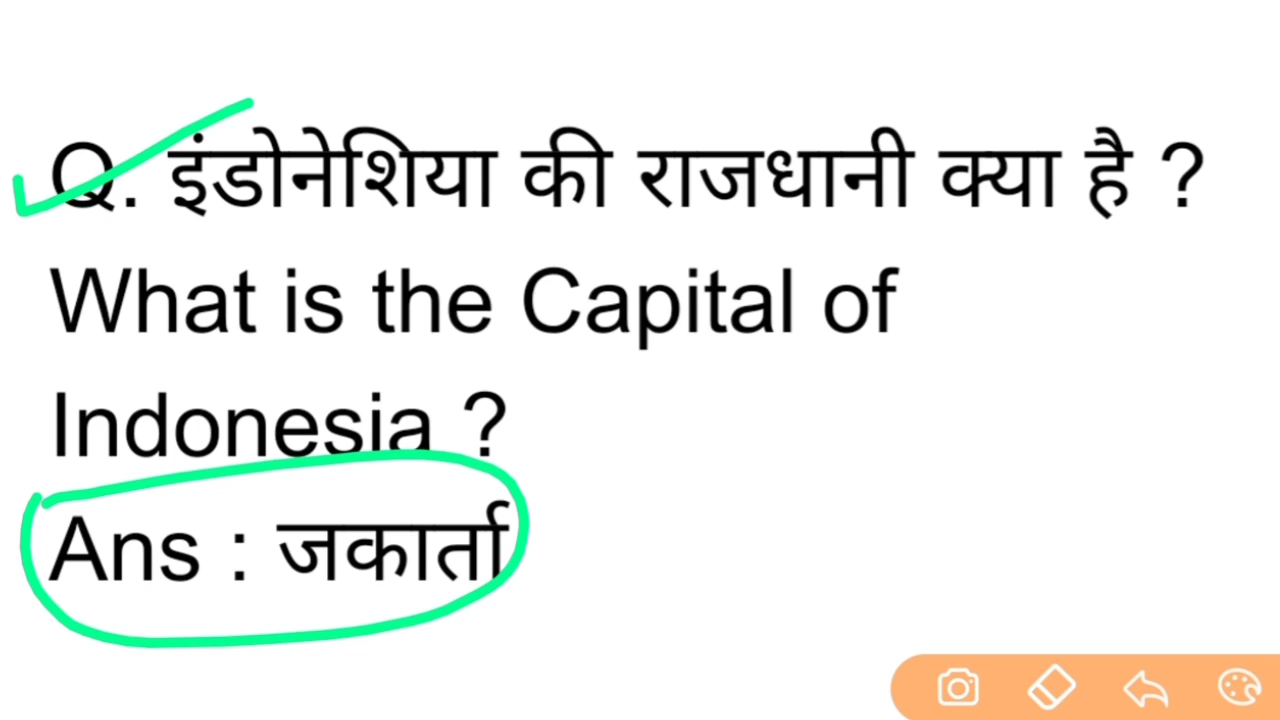 Q. इंडोनेशिया की राजधानी क्या है ?
What is the Capital of
Indonesia ?
Ans : जकार्ता